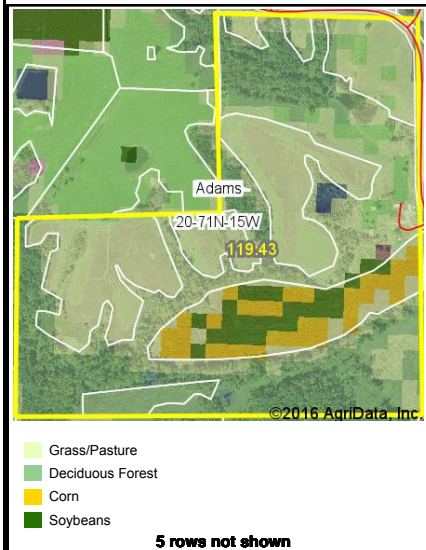 Adams
20-71N-15W
119.43
©2016 AgriData, Inc.
Grass/Pasture
Deciduous Forest
Corn
Soybeans
5 rows not shown